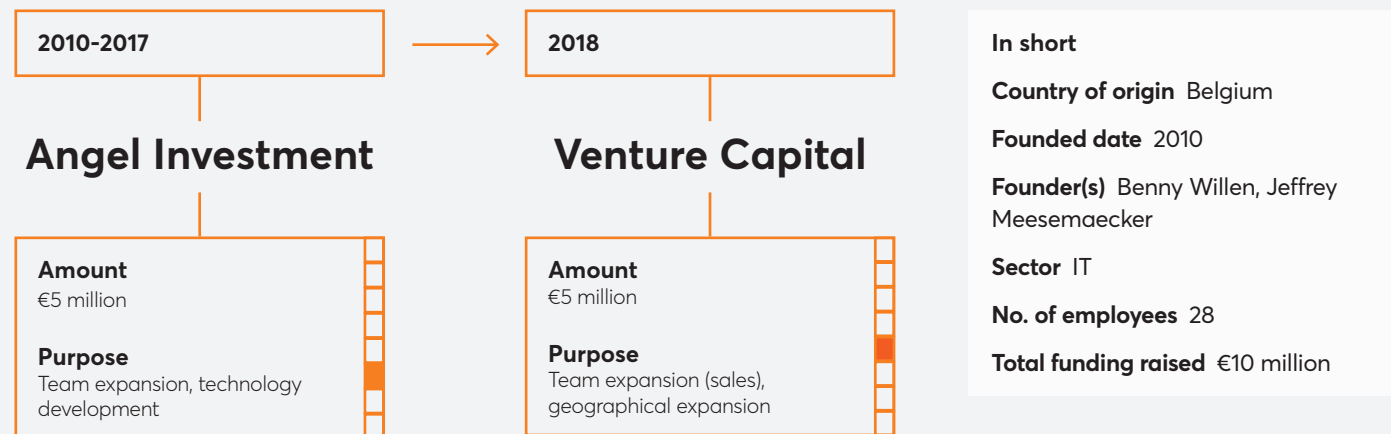 2010-2017
Angel Investment
Amount
€5 million
Purpose
Team expansion, technology
development
2018
Venture Capital
Amount
€5 million
Purpose
Team expansion (sales),
geographical expansion
In short
Country of origin Belgium
Founded date 2010
Founder(s) Benny Willen, Jeffrey
Meesemaecker
Sector IT
No. of employees 28
Total funding raised €10 million